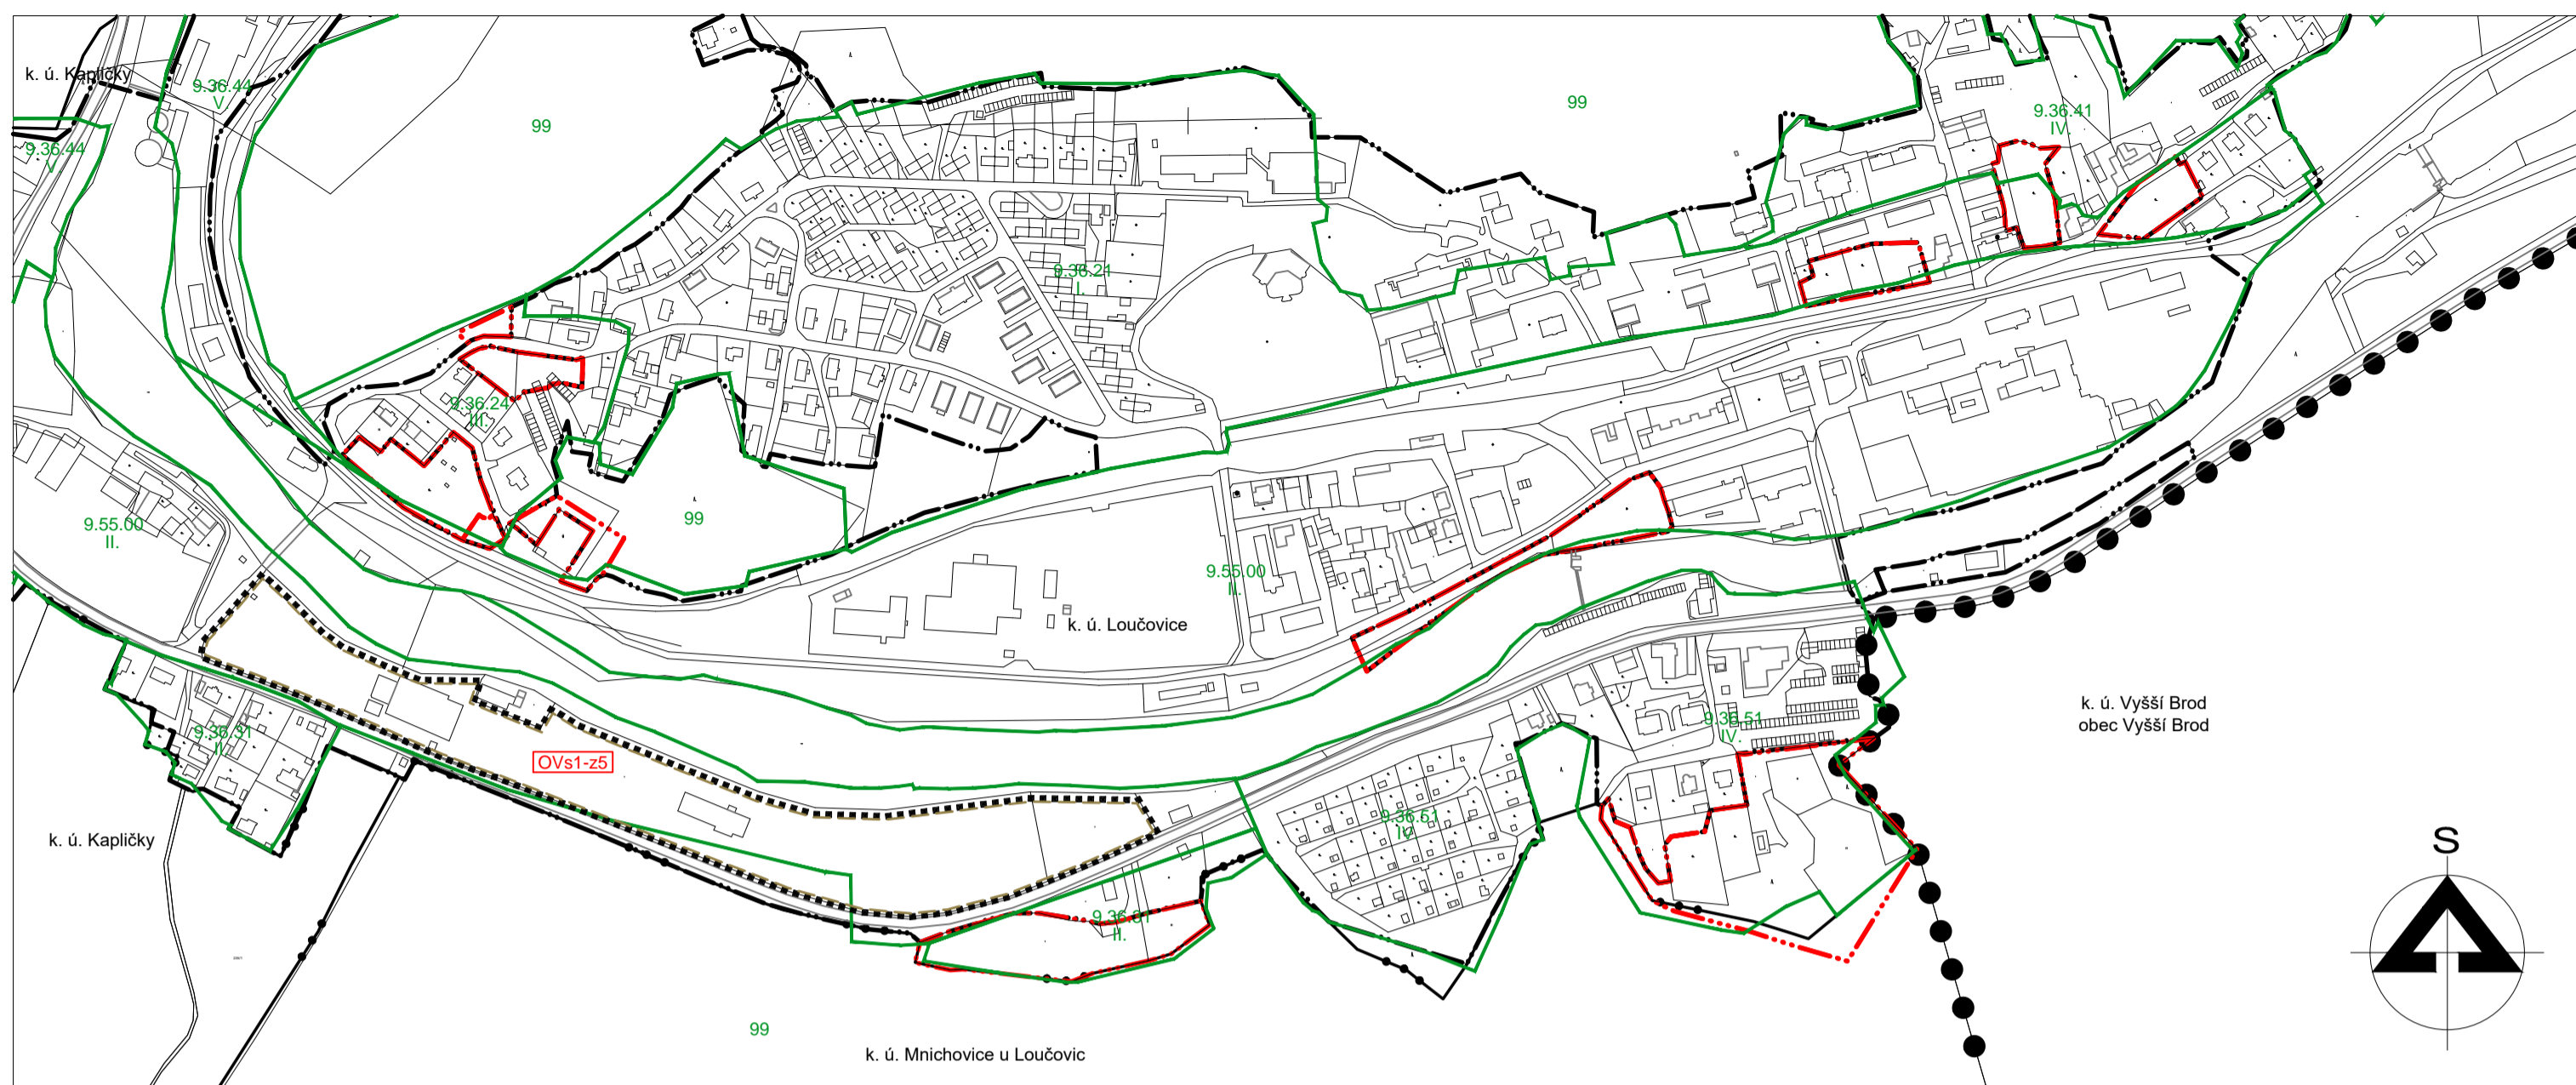 k. ú. Kapličky
9.36.44
V.
99
99
9.36.41
IV.
9.36.44
V.
9.36.21
I.
9.36.24
III.
99
9.55.00
II.
9.55.00
II.
k. ú. Loučovice
k. ú. Vyšší Brod
obec Vyšší Brod
9.36.51
IV.
9.36.31
II.
OVs1-z5
9.36.51
IV.
k. ú. Kapličky
S
9.36.31
II.
99
k. ú. Mnichovice u Loučovic